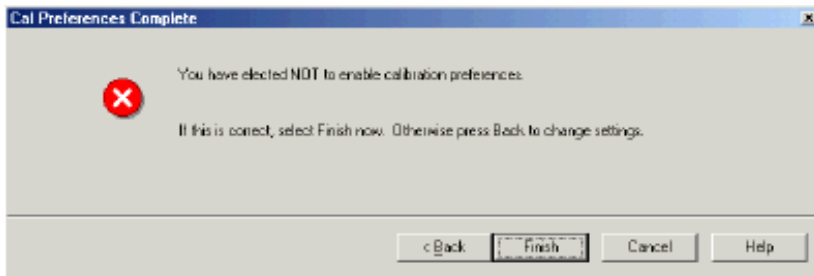 Cal Preferences Complete
You have elected NOT to enable calibration preferences.
If this is correct, select Finish now. Otherwise press Back to change settings.
< Back
Finish
Cancel
Help